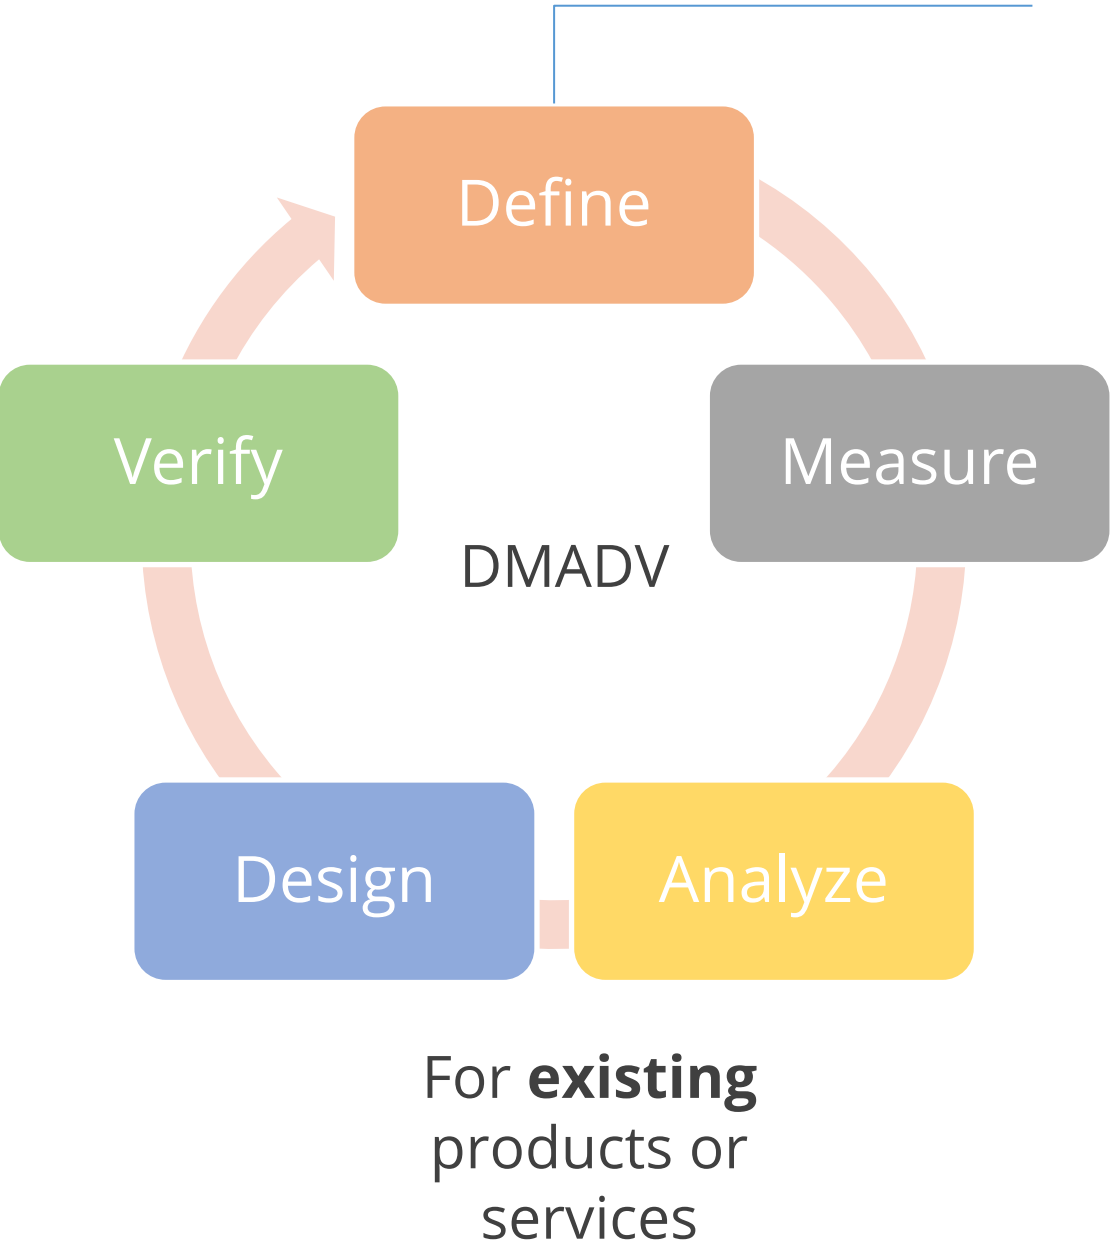 Define
Verify
Measure
DMADV
Design
Analyze
For existing
products or
services